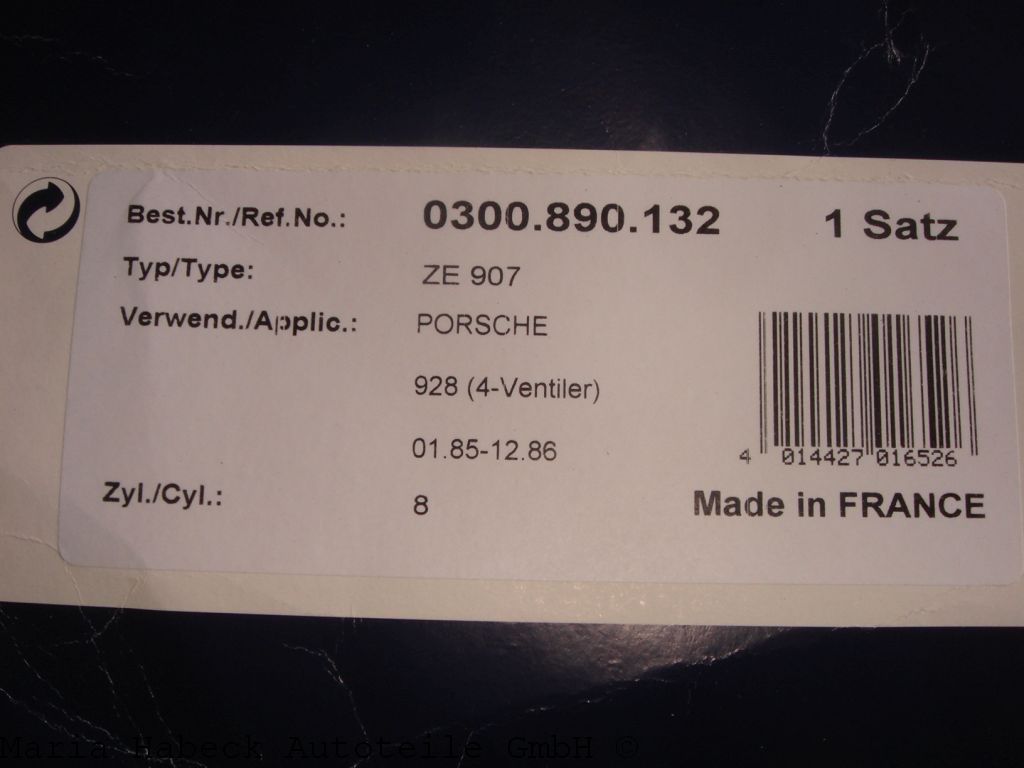 Best.Nr./Ref.No.: 0300.890.132 1 Satz
Typ/Type: ZE 907
Verwend./Applic.: PORSCHE
928 (4-Ventiler)
01.85-12.86
4 014427 016526
Zyl./Cyl.: 8 Made in FRANCE
Maria Habeck Autoteile GmbH ©